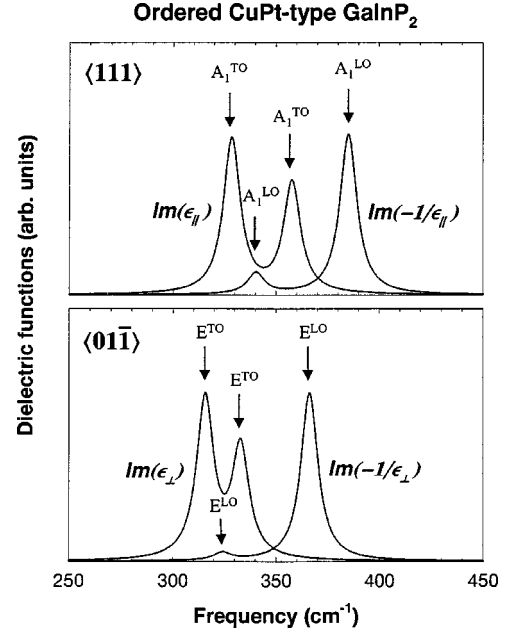 Ordered CuPt-type GaInP₂
⟨111⟩
A₁ᵀᴼ
A₁ᴸᴼ
A₁ᵀᴼ
A₁ᴸᴼ
Im(ϵ∥)
Im(-1/ϵ∥)
⟨011̄⟩
Eᵀᴼ
Eᴸᴼ
Eᵀᴼ
Im(ϵ⊥)
Im(-1/ϵ⊥)
Eᴸᴼ
Dielectric functions (arb. units)
250 300 350 400 450
Frequency (cm⁻¹)